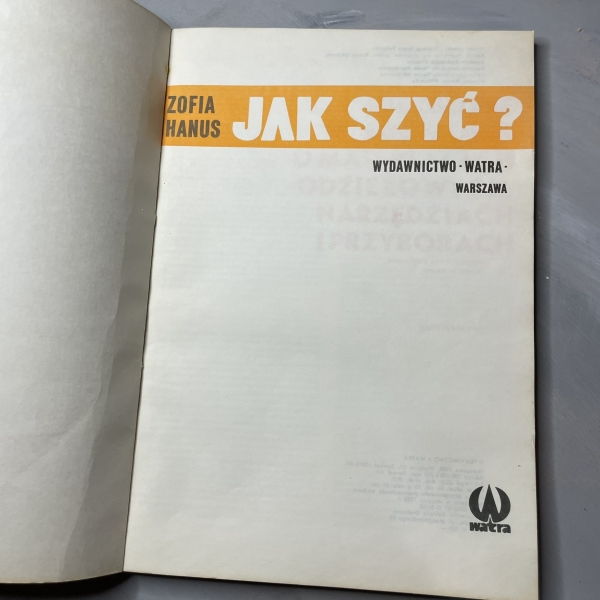 ZOFIA
HANUS
JAK SZYĆ?
WYDAWNICTWO · WATRA ·
WARSZAWA
watra